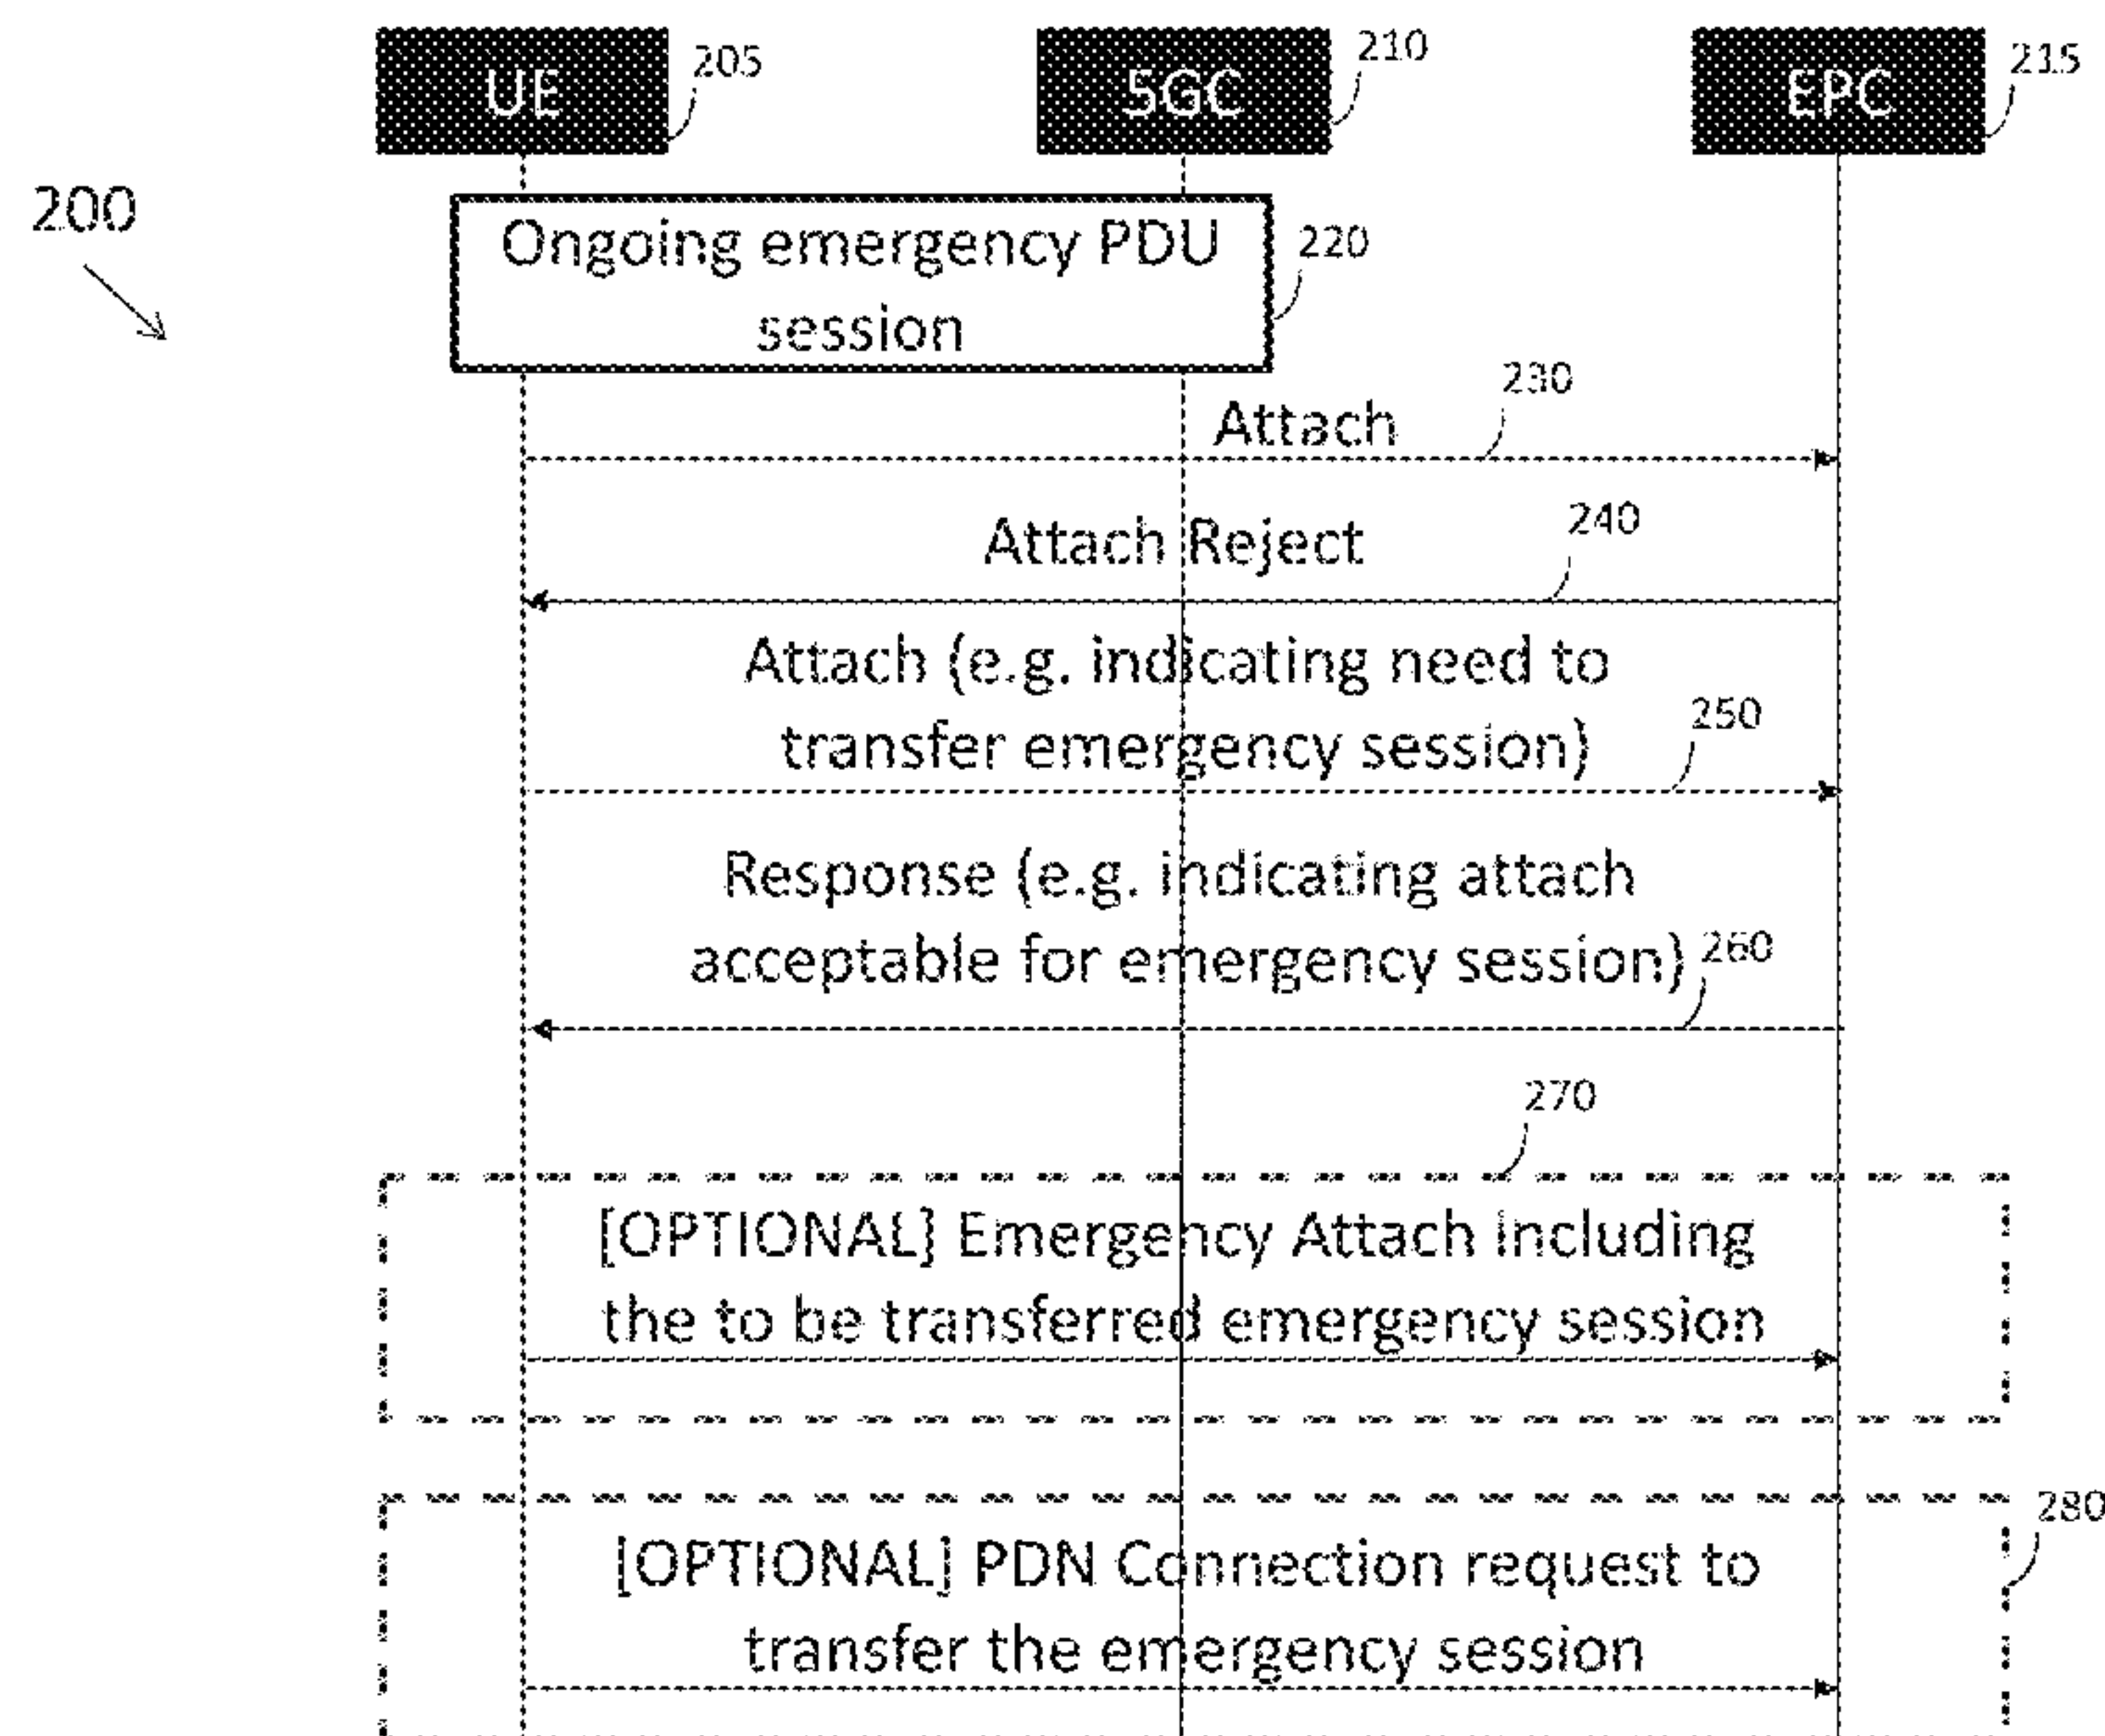 UE 205 5GC 210 EPC 215
200
Ongoing emergency PDU
session
220
230
Attach
240
Attach Reject
Attach (e.g. indicating need to
transfer emergency session)
250
Response (e.g. indicating attach
acceptable for emergency session)
260
270
[OPTIONAL] Emergency Attach including
the to be transferred emergency session
280
[OPTIONAL] PDN Connection request to
transfer the emergency session